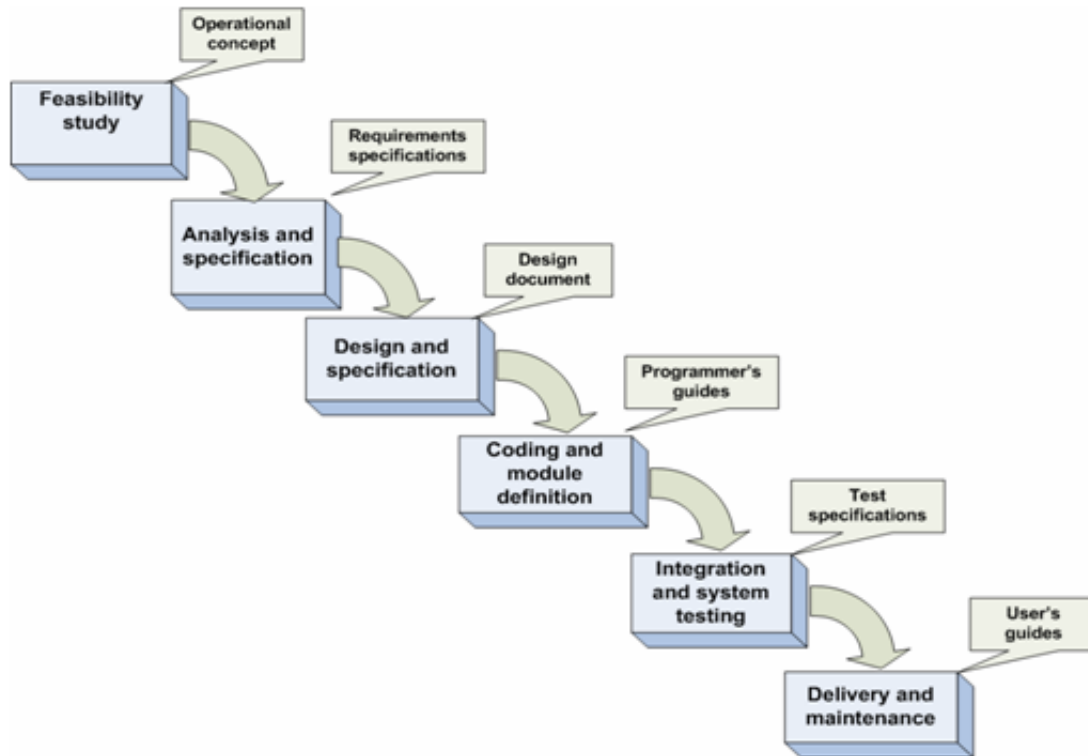 Operational
concept
Feasibility
study
Requirements
specifications
Analysis and
specification
Design
document
Design and
specification
Programmer's
guides
Coding and
module
definition
Test
specifications
Integration
and system
testing
User's
guides
Delivery and
maintenance